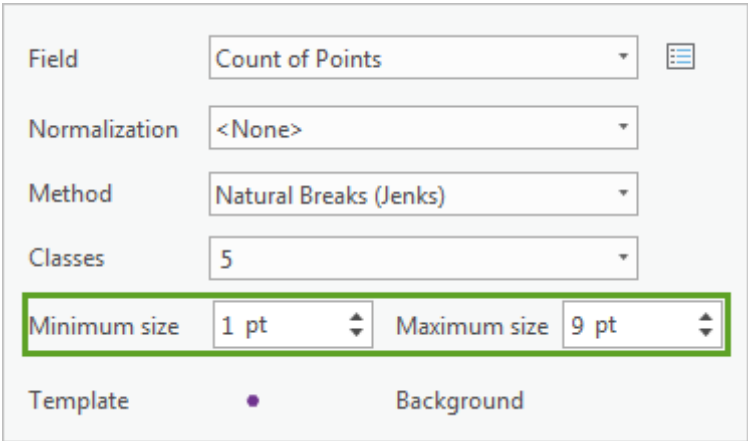 Field Count of Points
Normalization <None>
Method Natural Breaks (Jenks)
Classes 5
Minimum size 1 pt Maximum size 9 pt
Template Background